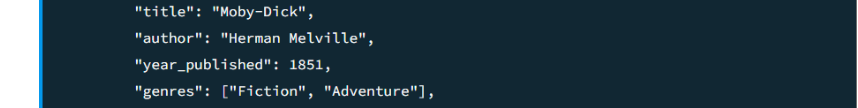 "title": "Moby-Dick",
"author": "Herman Melville",
"year_published": 1851,
"genres": ["Fiction", "Adventure"],